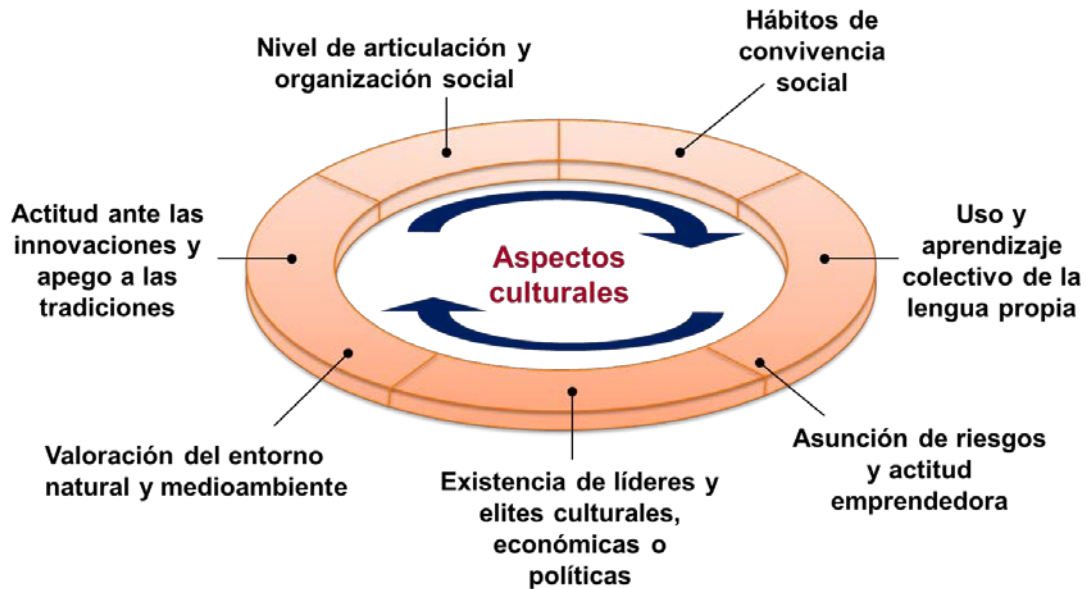 Nivel de articulación y
organización social
Hábitos de
convivencia
social
Actitud ante las
innovaciones y
apego a las
tradiciones
Aspectos
culturales
Uso y
aprendizaje
colectivo de la
lengua propia
Valoración del entorno
natural y medioambiente
Existencia de líderes y
elites culturales,
económicas o
políticas
Asunción de riesgos
y actitud
emprendedora